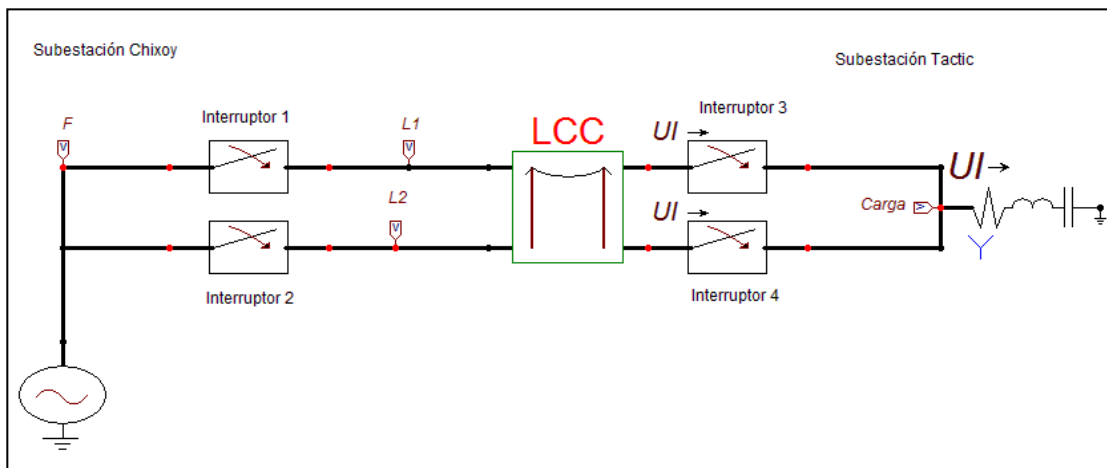 Subestación Chixoy
Subestación Tactic
F
Interruptor 1
L1
LCC
UI
Interruptor 3
UI
V
V
L2
V
UI
Carga
V
Interruptor 2
Interruptor 4
Y